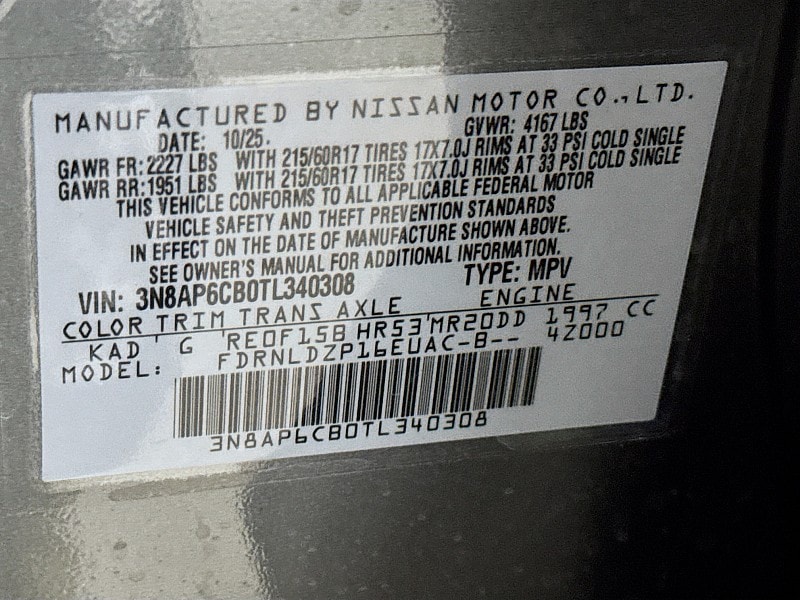 MANUFACTURED BY NISSAN MOTOR CO., LTD.
DATE: 10/25. GVWR: 4167 LBS
GAWR FR: 2227 LBS WITH 215/60R17 TIRES 17X7.0J RIMS AT 33 PSI COLD SINGLE
GAWR RR: 1951 LBS WITH 215/60R17 TIRES 17X7.0J RIMS AT 33 PSI COLD SINGLE
THIS VEHICLE CONFORMS TO ALL APPLICABLE FEDERAL MOTOR
VEHICLE SAFETY AND THEFT PREVENTION STANDARDS
IN EFFECT ON THE DATE OF MANUFACTURE SHOWN ABOVE.
SEE OWNER'S MANUAL FOR ADDITIONAL INFORMATION.
VIN: 3N8AP6CB0TL340308 TYPE: MPV
COLOR TRIM TRANS AXLE ENGINE
KAD G RE0F15B HR53 MR20DD 1997 CC
MODEL: FDRNLDZP16EUAC-B-- 4Z000
3N8AP6CB0TL340308